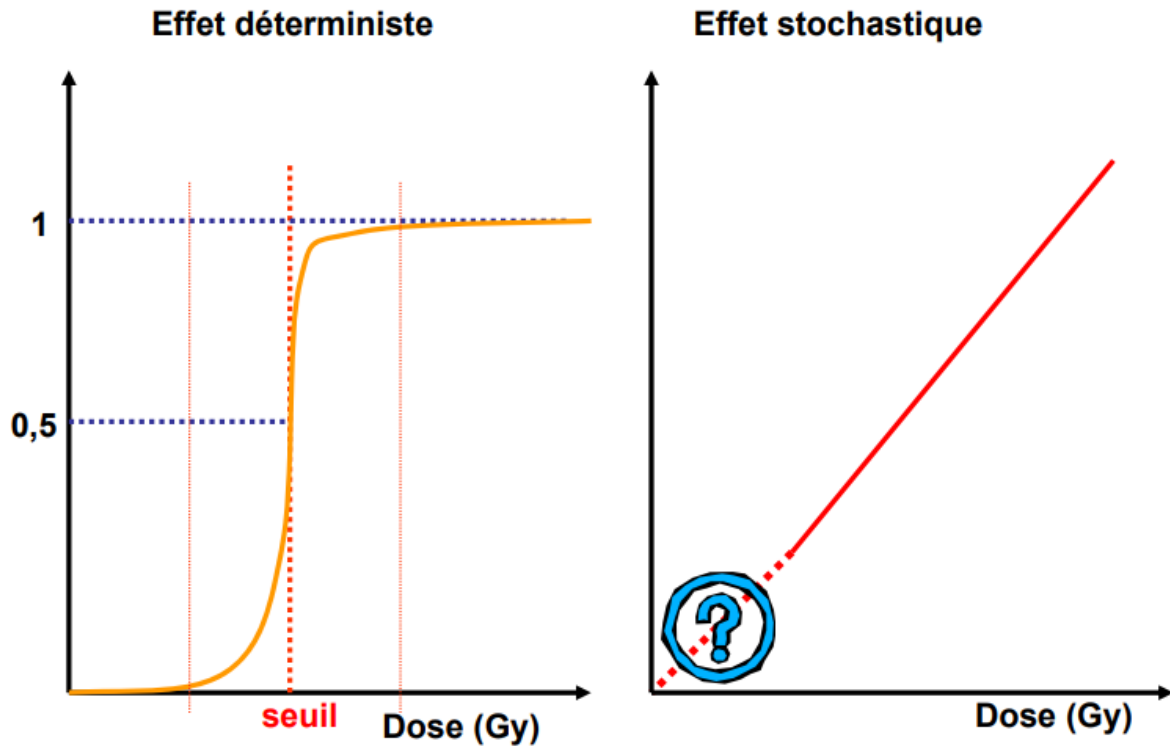 Effet déterministe
Effet stochastique
1
0,5
seuil
Dose (Gy)
?
Dose (Gy)